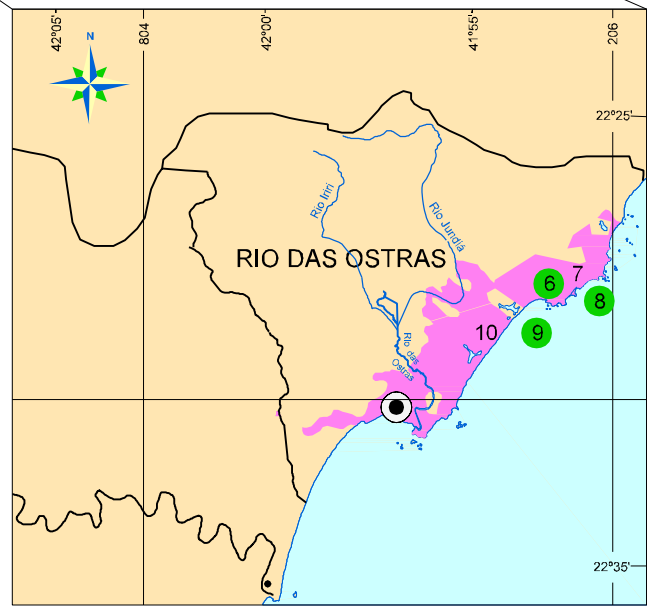 42°05'
804
42°00'
41°55'
206
N
22°25'
Rio Iriri
Rio Jundiá
RIO DAS OSTRAS
6
7
8
9
10
Rio das
Ostras
22°35'